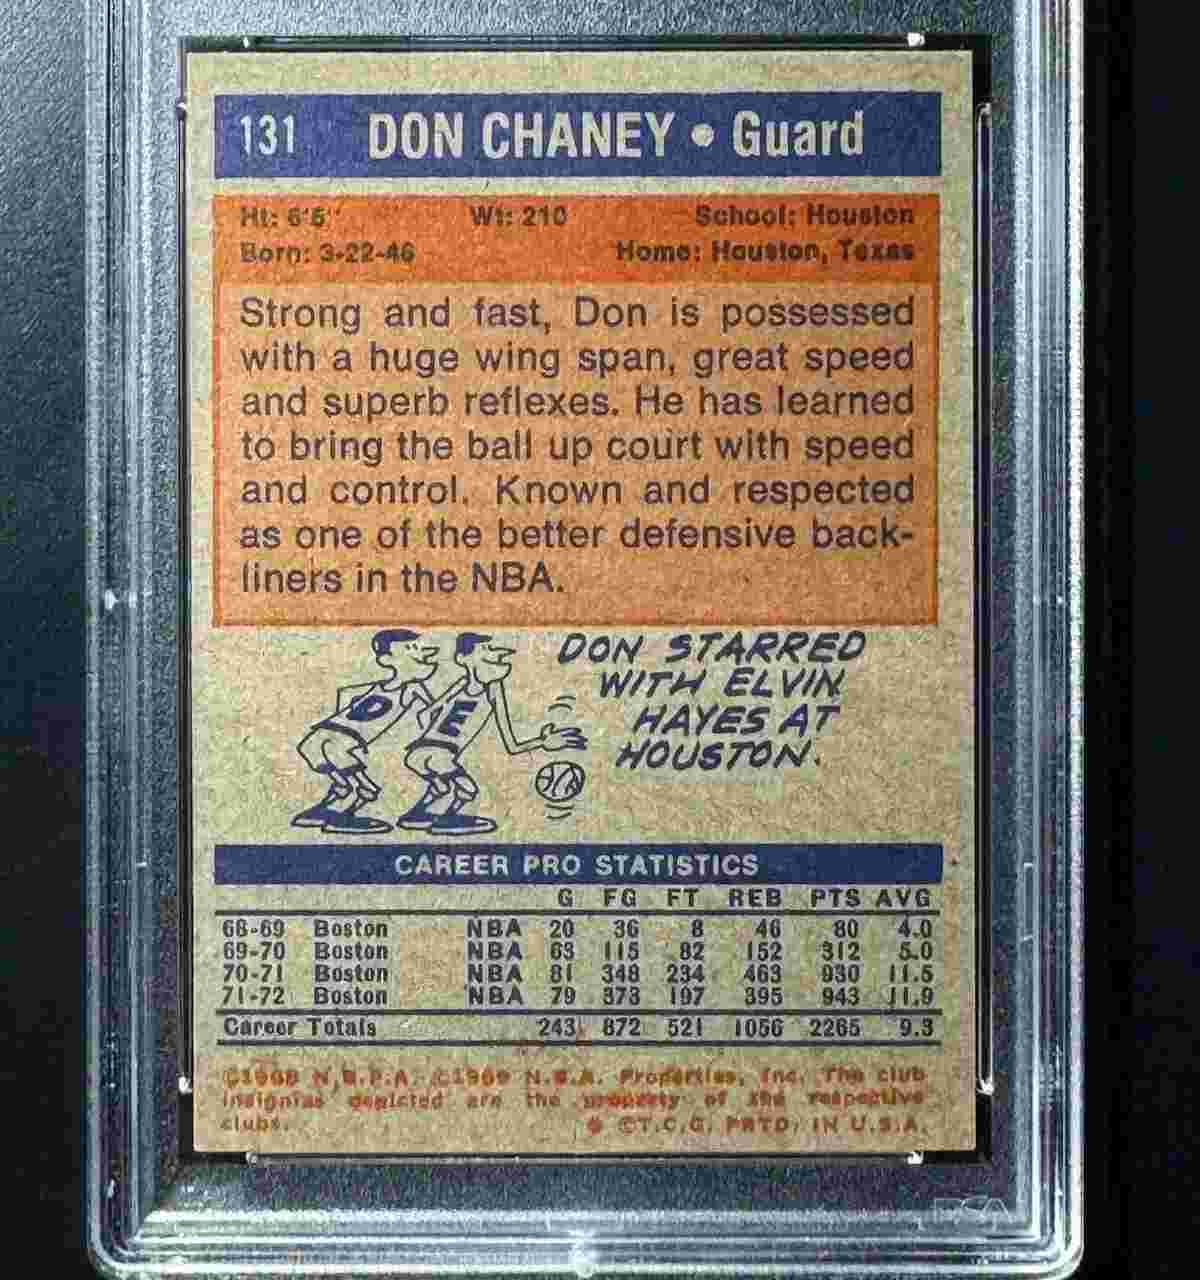 131 DON CHANEY • Guard
Ht: 6'5" Wt: 210 School: Houston
Born: 3-22-46 Home: Houston, Texas
Strong and fast, Don is possessed
with a huge wing span, great speed
and superb reflexes. He has learned
to bring the ball up court with speed
and control. Known and respected
as one of the better defensive back-
liners in the NBA.
D E
DON STARRED
WITH ELVIN
HAYES AT
HOUSTON.
CAREER PRO STATISTICS
G FG FT REB PTS AVG
68-69 Boston NBA 20 36 8 46 80 4.0
69-70 Boston NBA 63 115 82 152 312 5.0
70-71 Boston NBA 81 348 234 463 930 11.5
71-72 Boston NBA 79 373 197 395 943 11.9
Career Totals 243 872 521 1056 2265 9.3
©1969 N.B.P.A. ©1969 N.B.A. Properties, Inc. The club
insignias depicted are the property of the respective
clubs.
© T.C.G. PRTD. IN U.S.A.
PSA